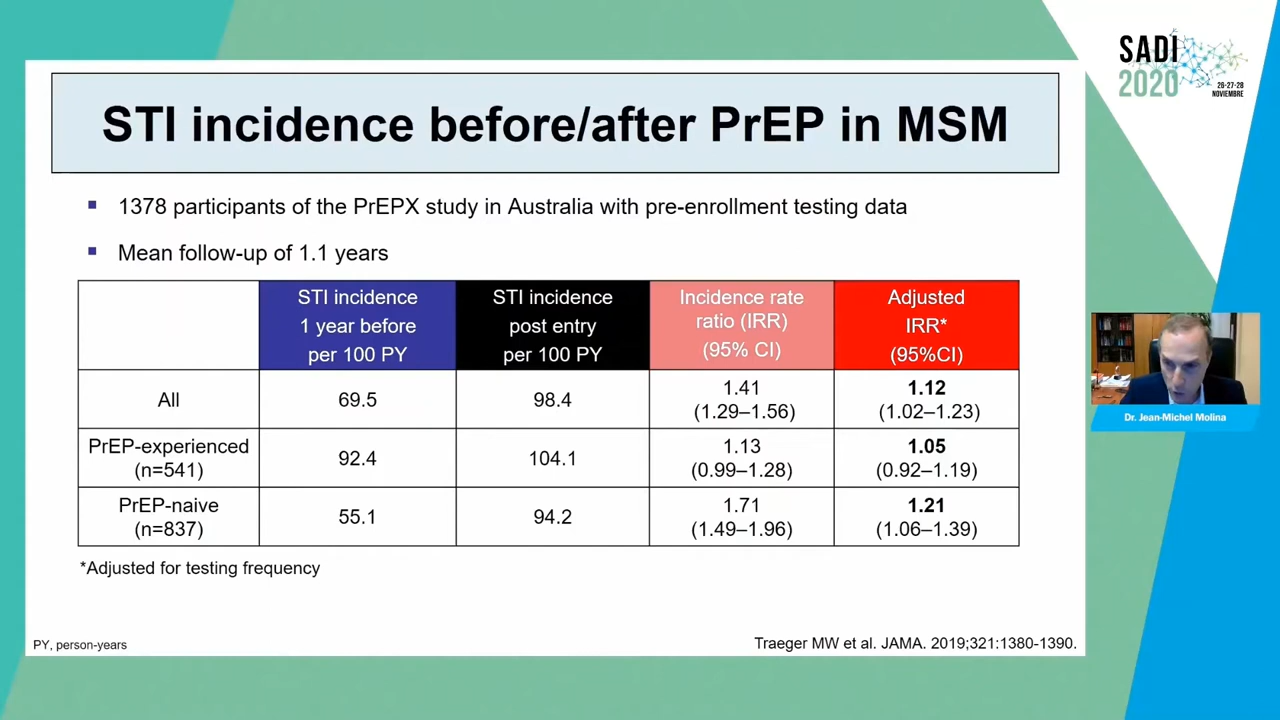 SADI
2020
26-27-28
NOVIEMBRE
STI incidence before/after PrEP in MSM
1378 participants of the PrEPX study in Australia with pre-enrollment testing data
Mean follow-up of 1.1 years
STI incidence
1 year before
per 100 PY
STI incidence
post entry
per 100 PY
Incidence rate
ratio (IRR)
(95% CI)
Adjusted
IRR*
(95%CI)
All
69.5
98.4
1.41
(1.29–1.56)
1.12
(1.02–1.23)
PrEP-experienced
(n=541)
92.4
104.1
1.13
(0.99–1.28)
1.05
(0.92–1.19)
PrEP-naive
(n=837)
55.1
94.2
1.71
(1.49–1.96)
1.21
(1.06–1.39)
*Adjusted for testing frequency
PY, person-years
Traeger MW et al. JAMA. 2019;321:1380-1390.
Dr. Jean-Michel Molina